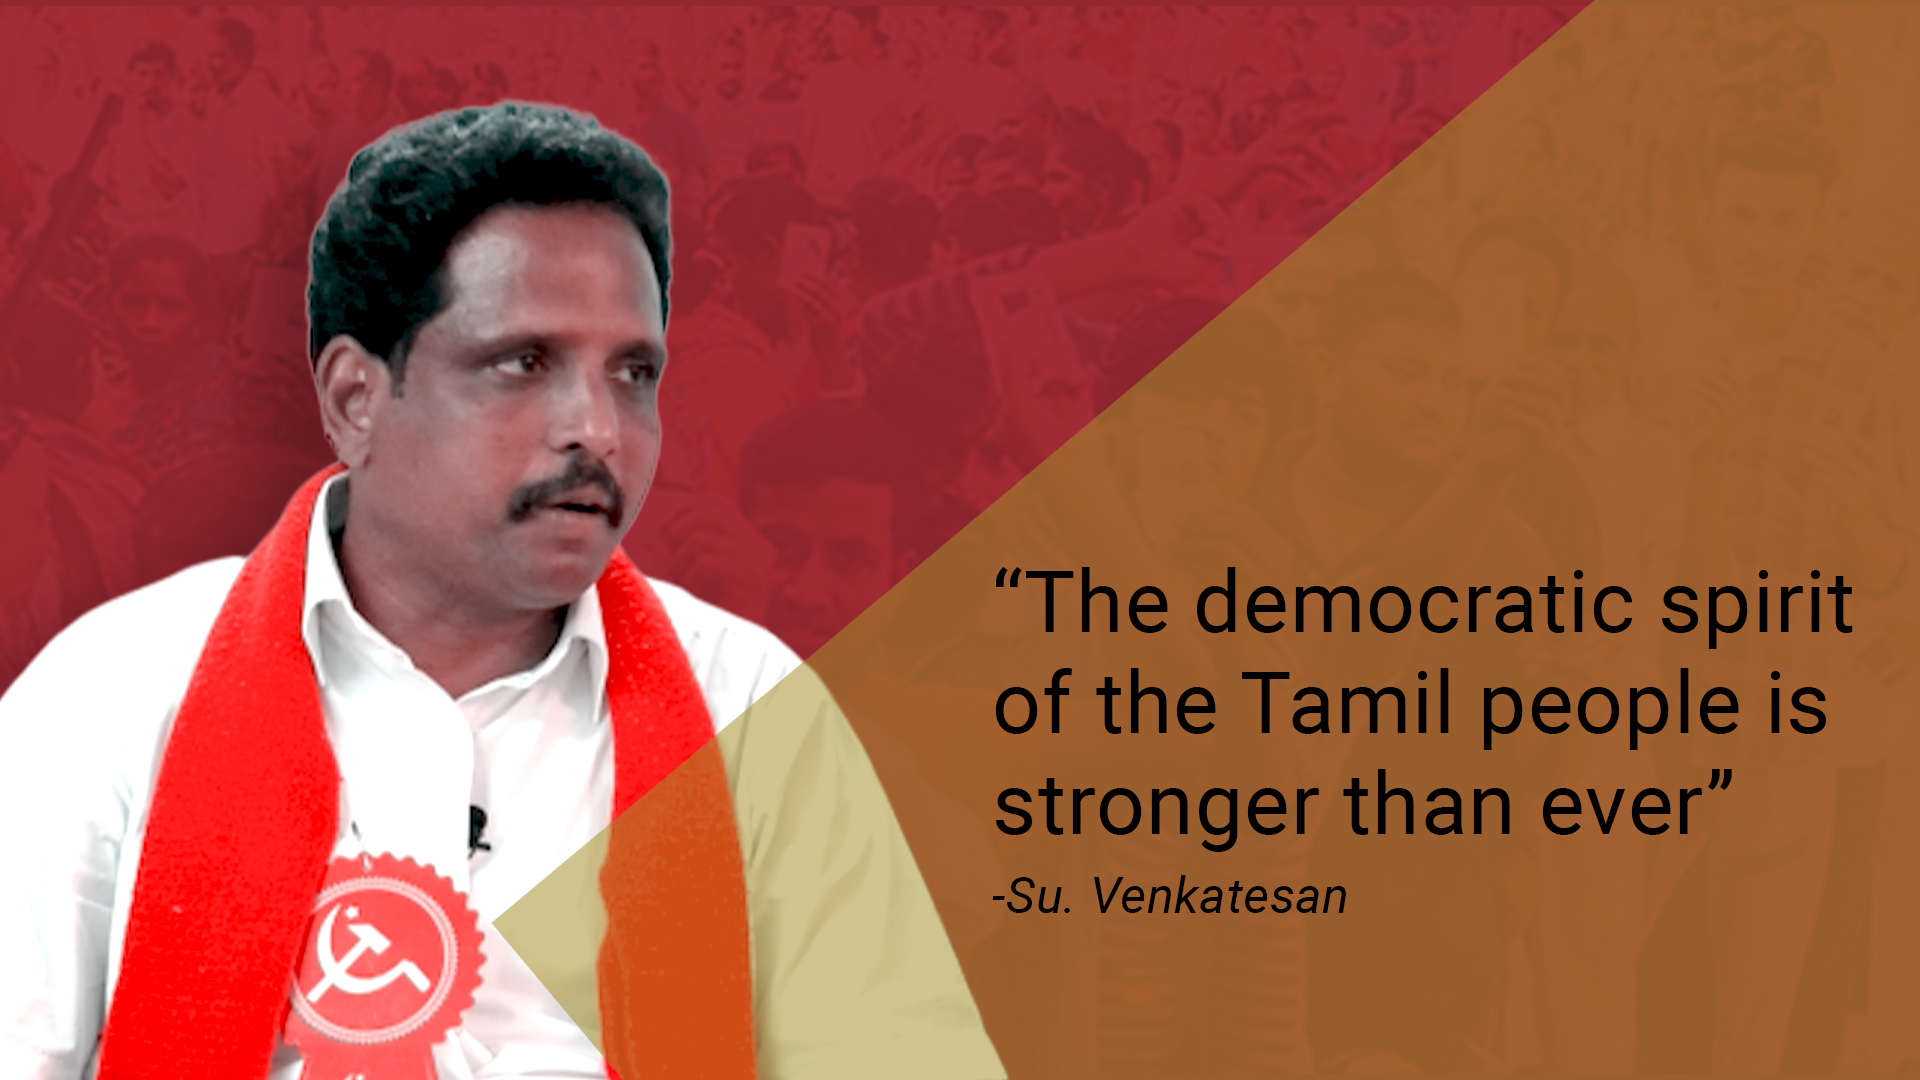 “The democratic spirit
of the Tamil people is
stronger than ever”
-Su. Venkatesan